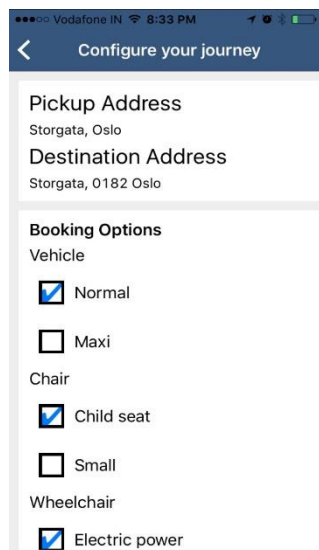 Vodafone IN 8:33 PM
Configure your journey
Pickup Address
Storgata, Oslo
Destination Address
Storgata, 0182 Oslo
Booking Options
Vehicle
Normal
Maxi
Chair
Child seat
Small
Wheelchair
Electric power